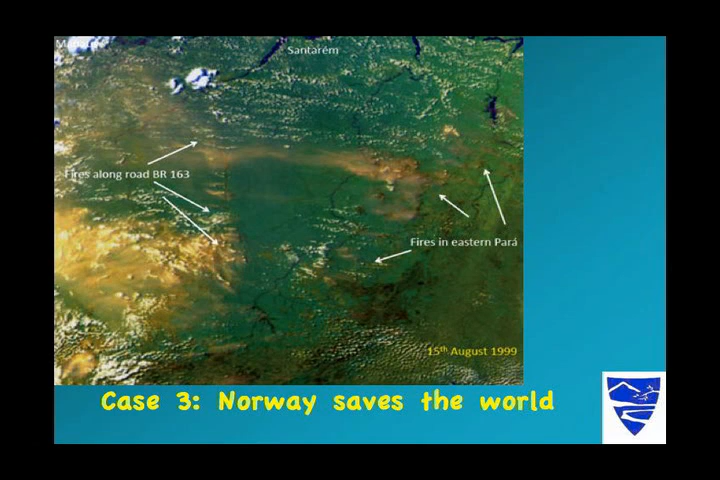 Santarém
Fires along road BR 163
Fires in eastern Pará
15th August 1999
Case 3: Norway saves the world